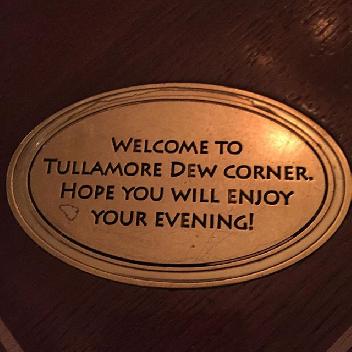 WELCOME TO
TULLAMORE DEW CORNER.
HOPE YOU WILL ENJOY
YOUR EVENING!